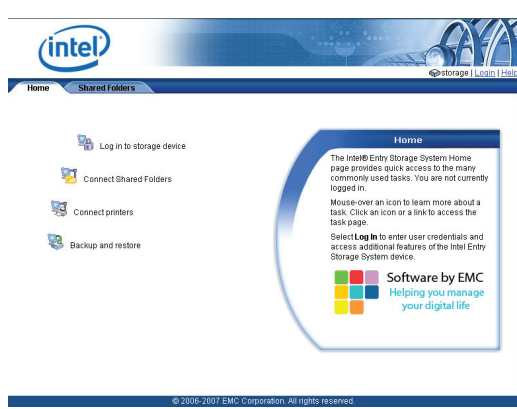 intel
storage | Login | Help
Home
Shared Folders
Log in to storage device
Connect Shared Folders
Connect printers
Backup and restore
Home
The Intel® Entry Storage System Home
page provides quick access to the many
commonly used tasks. You are not currently
logged in.
Mouse-over an icon to learn more about a
task. Click an icon or a link to access the
task page.
Select Log In to enter user credentials and
access additional features of the Intel Entry
Storage System device.
Software by EMC
Helping you manage
your digital life
© 2006-2007 EMC Corporation. All rights reserved.